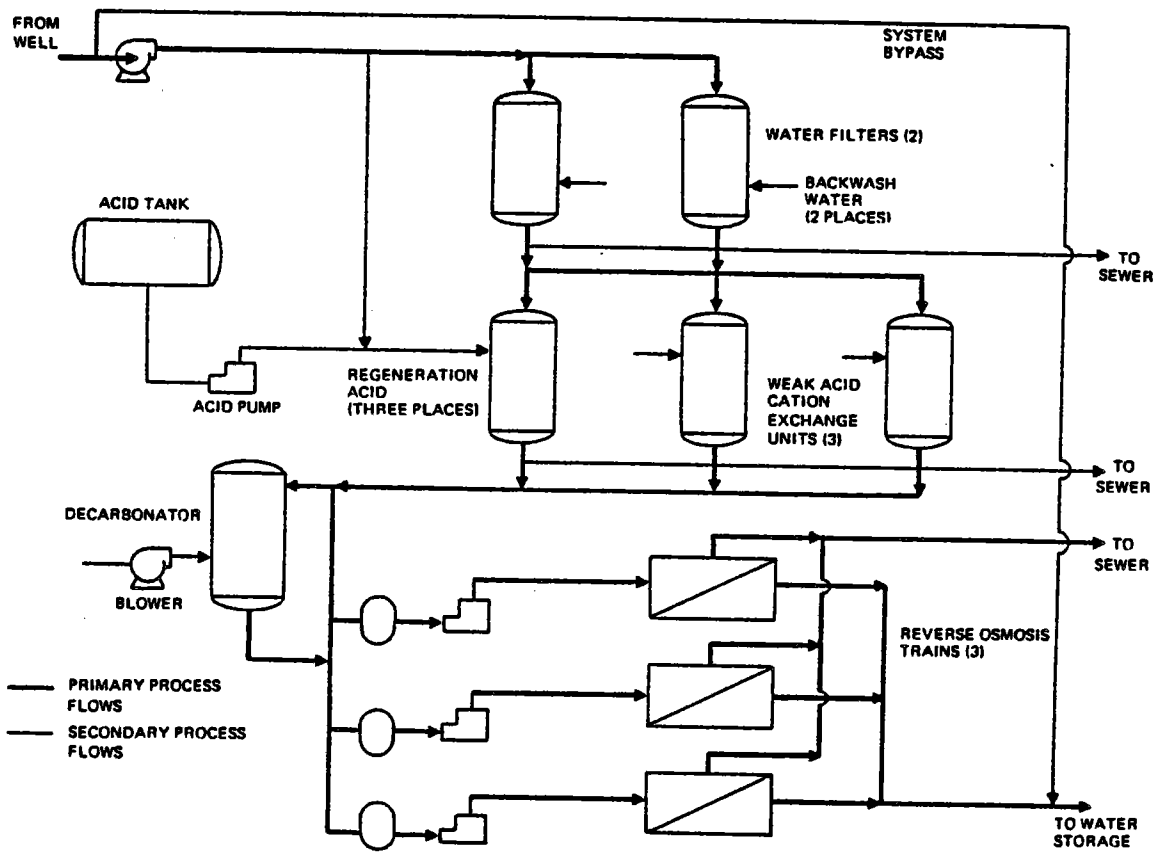 FROM
WELL
SYSTEM
BYPASS
WATER FILTERS (2)
BACKWASH
WATER
(2 PLACES)
ACID TANK
TO
SEWER
REGENERATION
ACID
(THREE PLACES)
ACID PUMP
WEAK ACID
CATION
EXCHANGE
UNITS (3)
TO
SEWER
DECARBONATOR
BLOWER
TO
SEWER
REVERSE OSMOSIS
TRAINS (3)
PRIMARY PROCESS
FLOWS
SECONDARY PROCESS
FLOWS
TO WATER
STORAGE